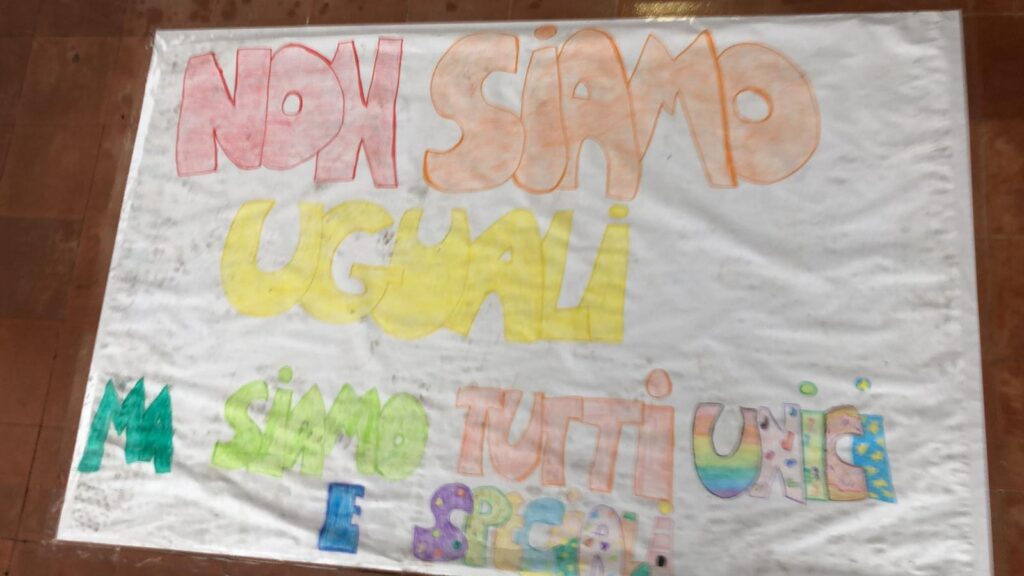 NON SIAMO
UGUALI
MA SIAMO TUTTI UNICI
E SPECIALI